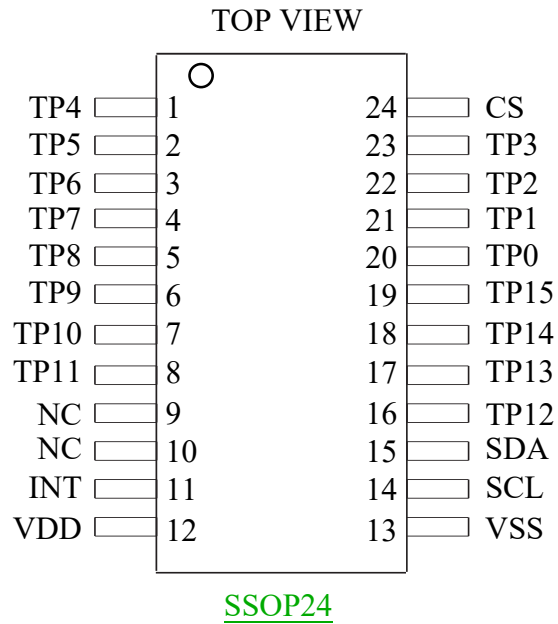 TOP VIEW
TP4 1 24 CS
TP5 2 23 TP3
TP6 3 22 TP2
TP7 4 21 TP1
TP8 5 20 TP0
TP9 6 19 TP15
TP10 7 18 TP14
TP11 8 17 TP13
NC 9 16 TP12
NC 10 15 SDA
INT 11 14 SCL
VDD 12 13 VSS
SSOP24